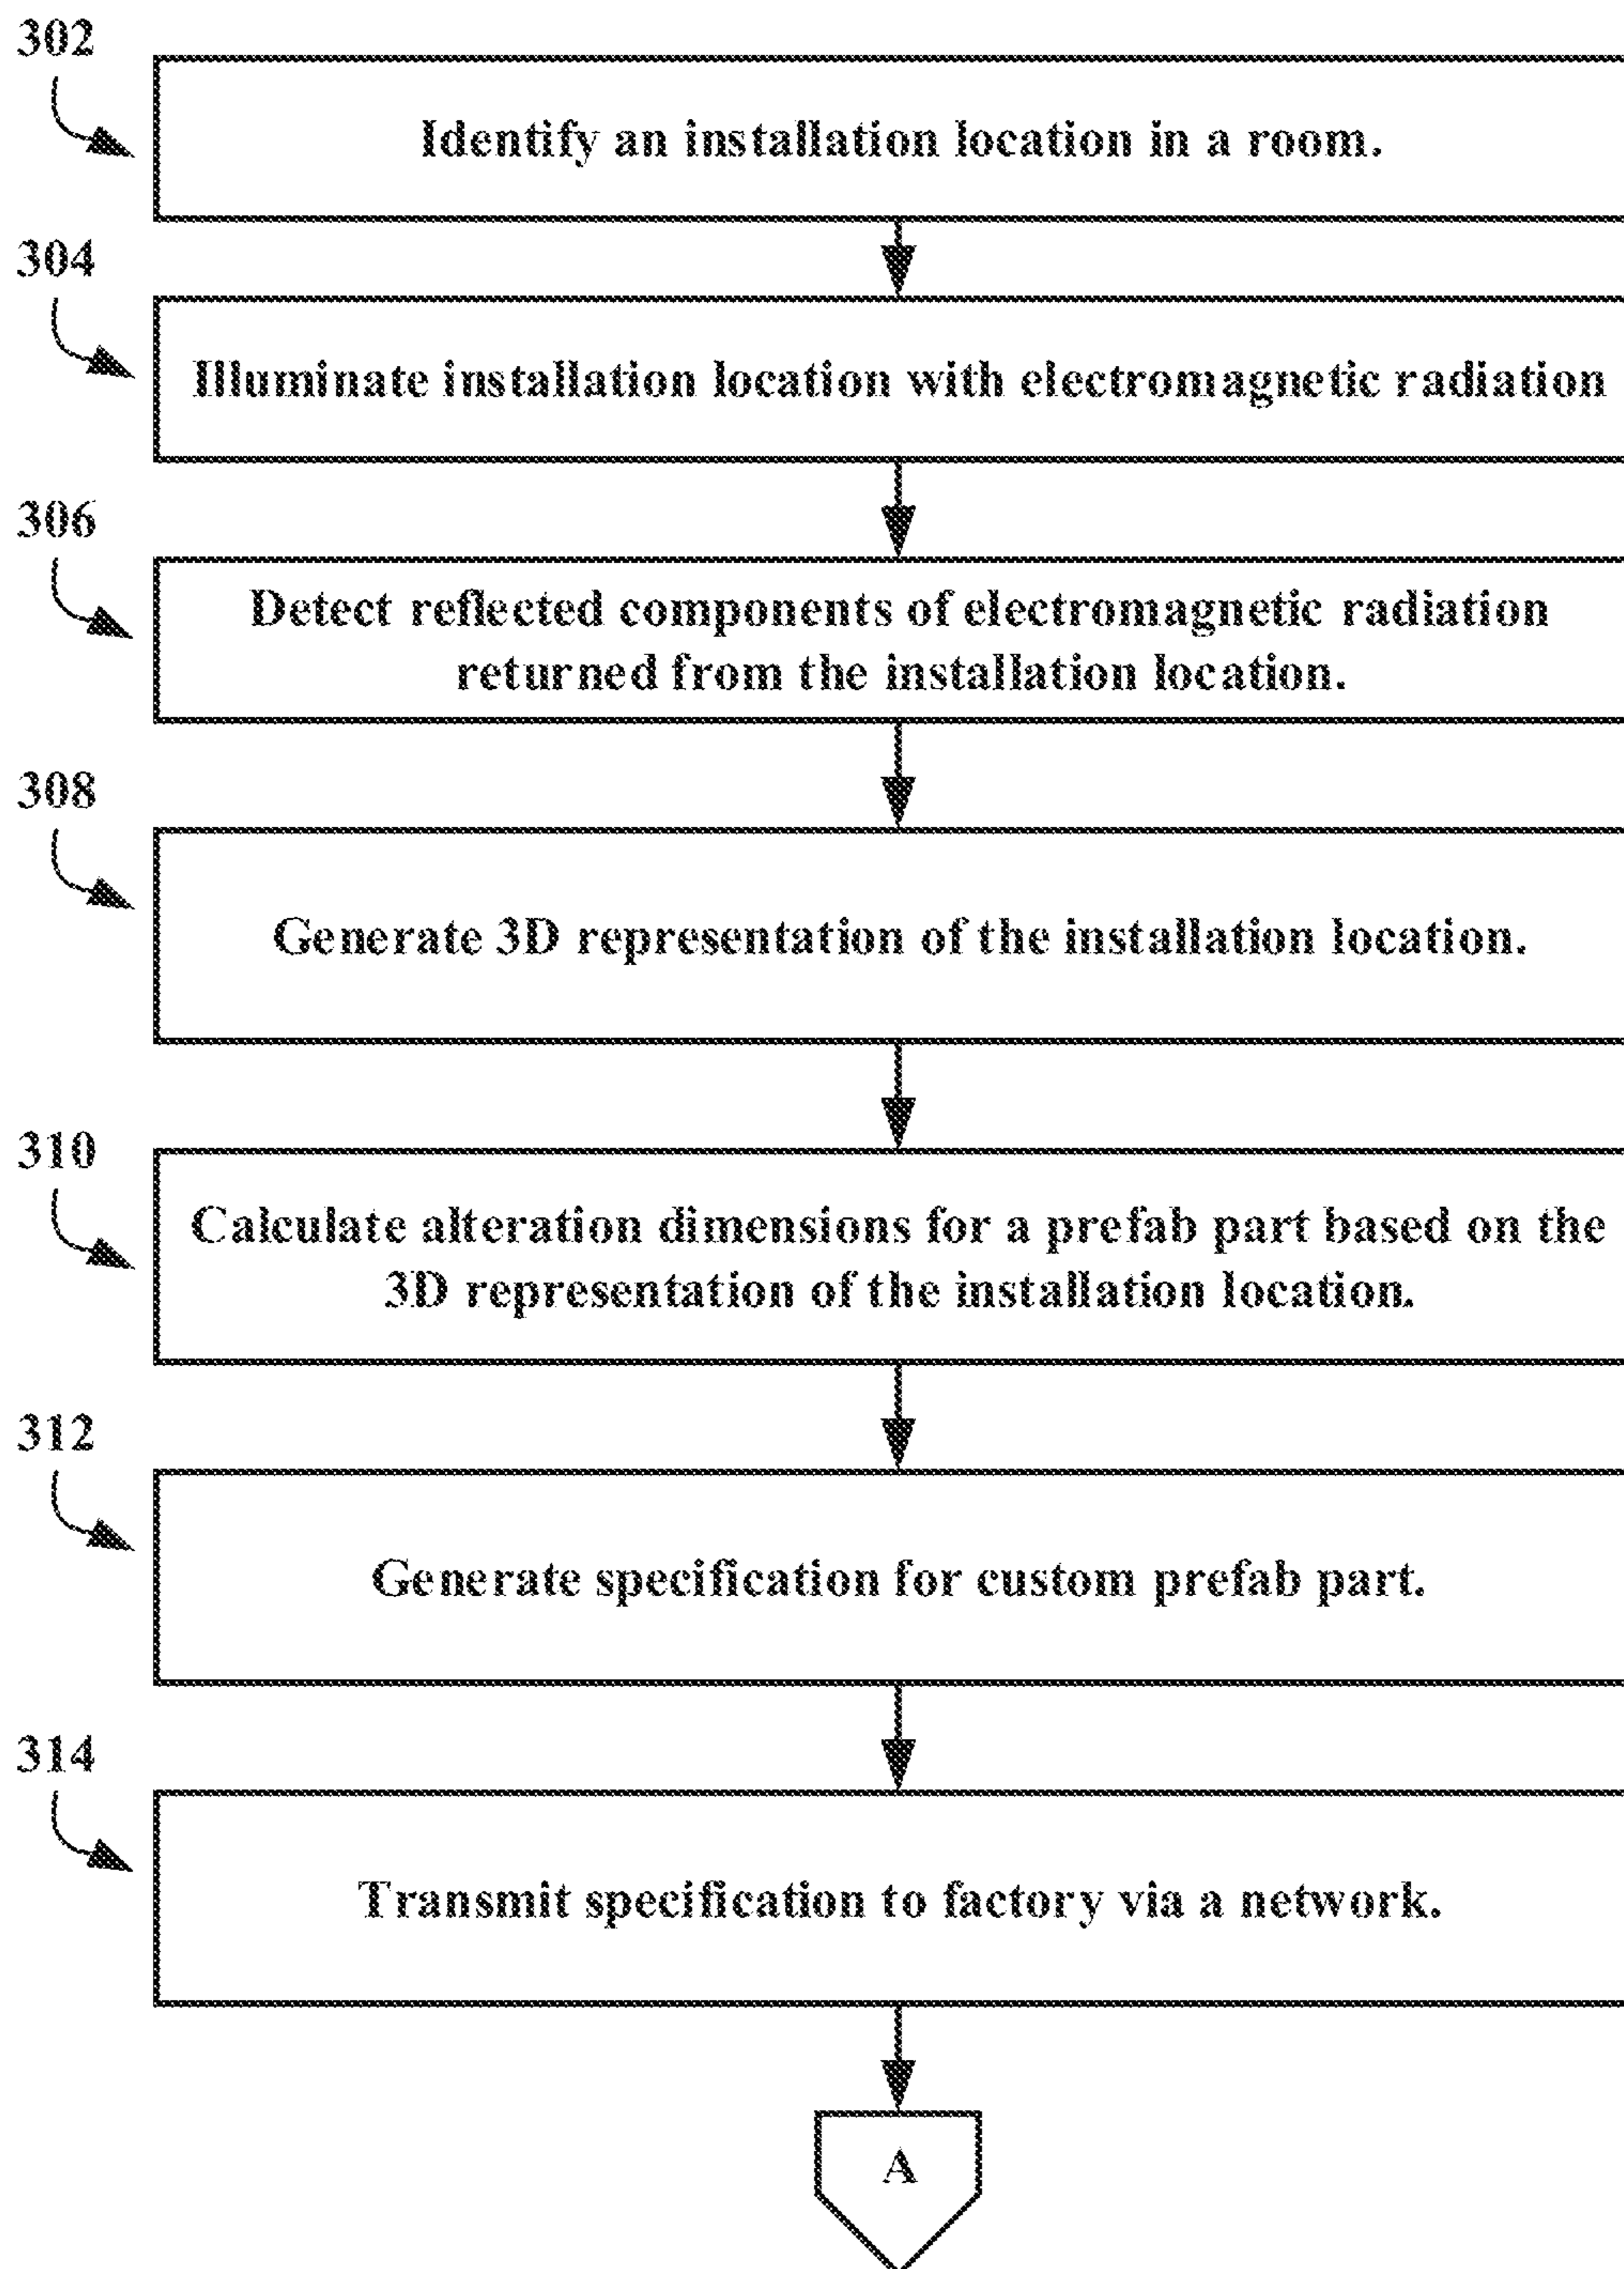 302
Identify an installation location in a room.
304
Illuminate installation location with electromagnetic radiation
306
Detect reflected components of electromagnetic radiation
returned from the installation location.
308
Generate 3D representation of the installation location.
310
Calculate alteration dimensions for a prefab part based on the
3D representation of the installation location.
312
Generate specification for custom prefab part.
314
Transmit specification to factory via a network.
A